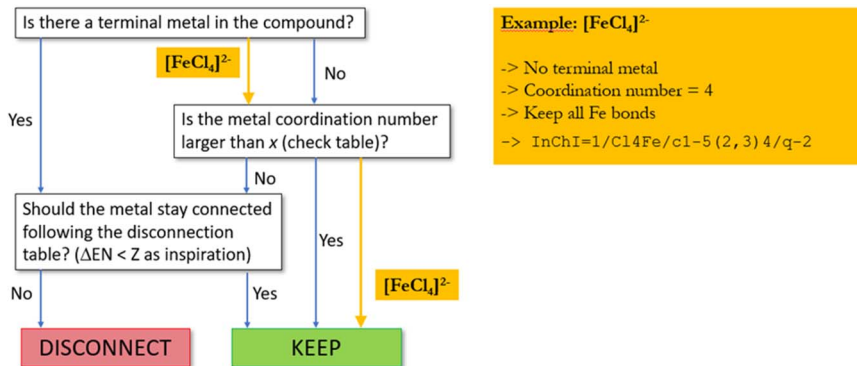 Is there a terminal metal in the compound?
[FeCl₄]²⁻
No
Yes
Is the metal coordination number
larger than x (check table)?
No
Should the metal stay connected
following the disconnection
table? (ΔEN < Z as inspiration)
Yes
No
Yes
[FeCl₄]²⁻
DISCONNECT
KEEP
Example: [FeCl₄]²⁻
-> No terminal metal
-> Coordination number = 4
-> Keep all Fe bonds
-> InChI=1/Cl4Fe/c1-5(2,3)4/q-2